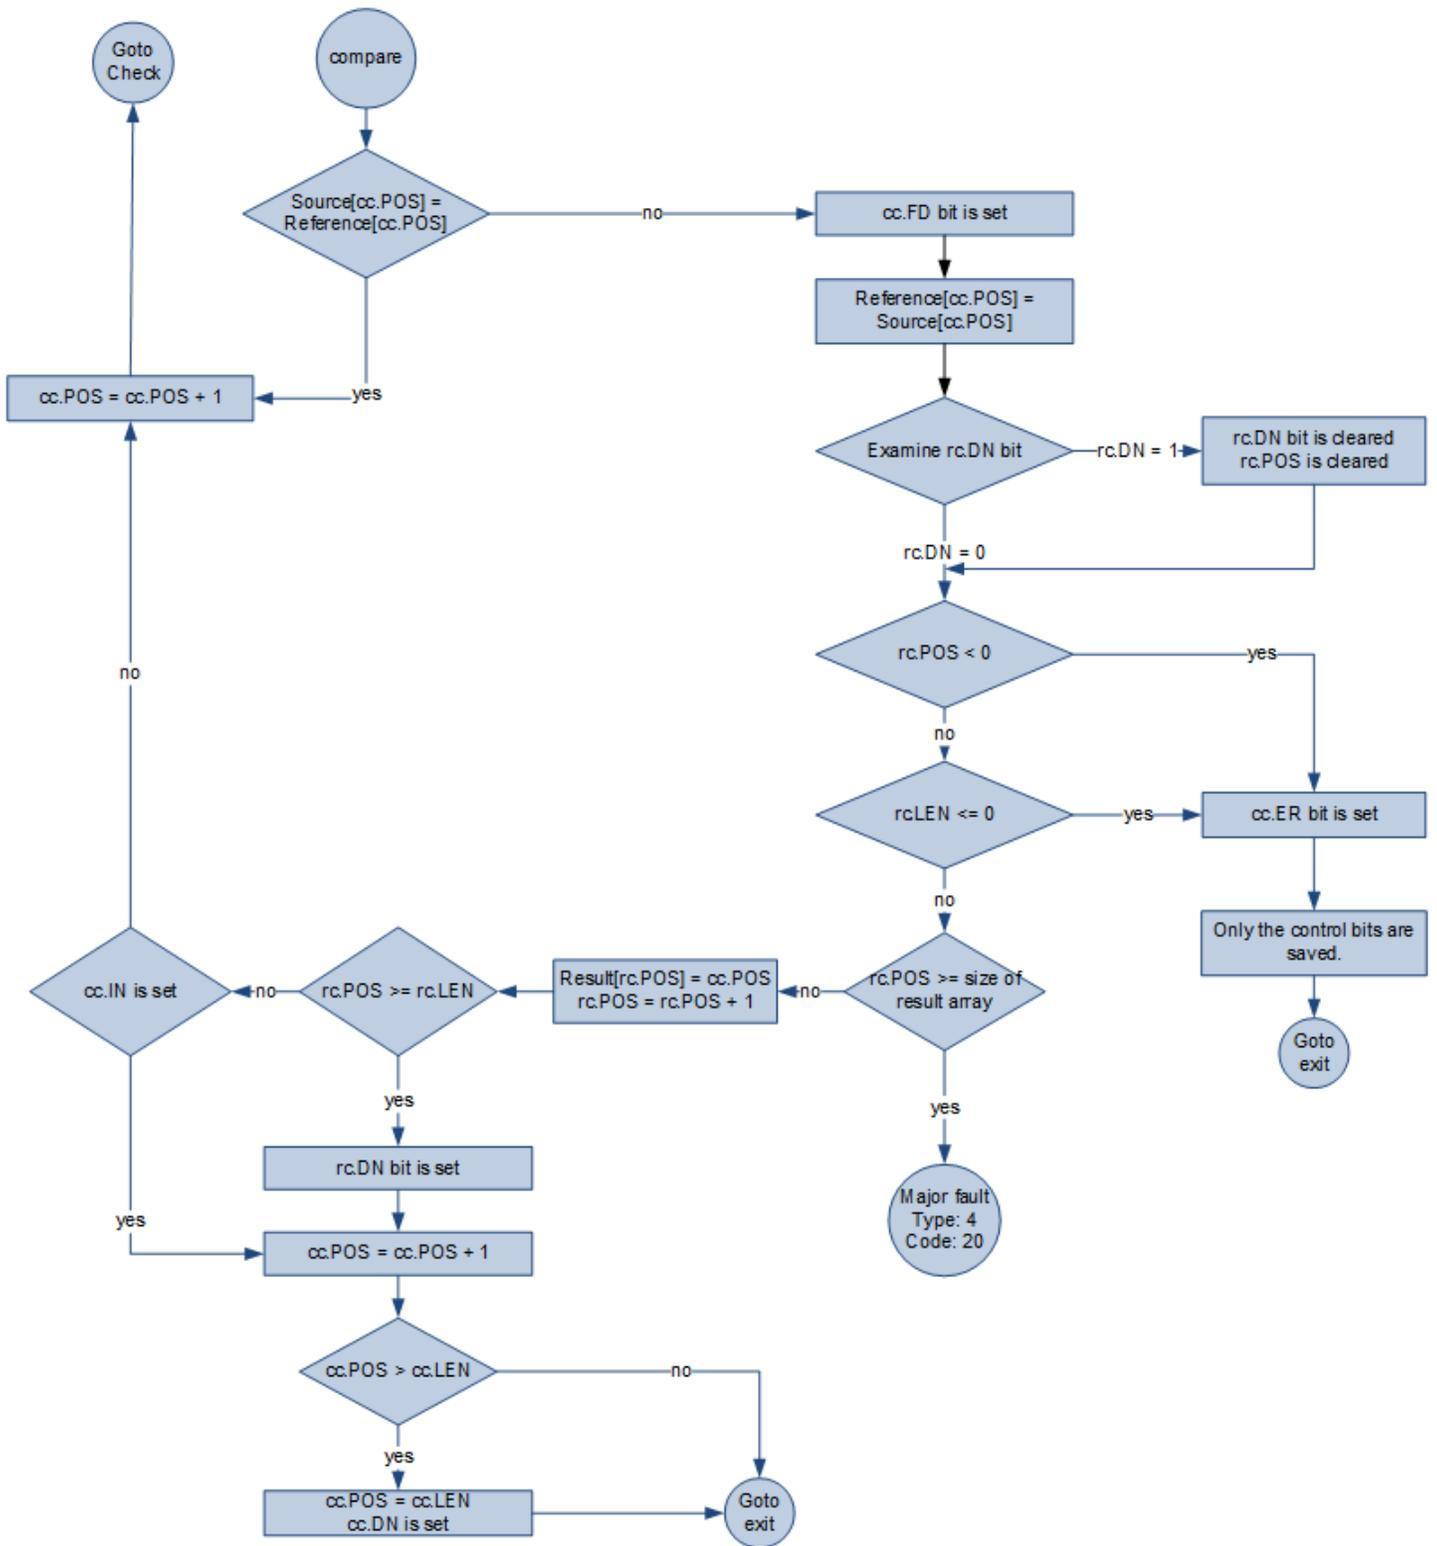 Goto
Check
compare
Source[cc.POS] =
Reference[cc.POS]
no
cc.FD bit is set
Reference[cc.POS] =
Source[cc.POS]
yes
cc.POS = cc.POS + 1
Examine rc.DN bit
rc.DN = 1
rc.DN bit is cleared
rc.POS is cleared
rc.DN = 0
rc.POS < 0
yes
no
no
rc.LEN <= 0
yes
cc.ER bit is set
no
Only the control bits are
saved.
cc.IN is set
no
rc.POS >= rc.LEN
Result[rc.POS] = cc.POS
rc.POS = rc.POS + 1
no
rc.POS >= size of
result array
Goto
exit
yes
yes
rc.DN bit is set
Major fault
Type: 4
Code: 20
yes
cc.POS = cc.POS + 1
cc.POS > cc.LEN
no
yes
cc.POS = cc.LEN
cc.DN is set
Goto
exit